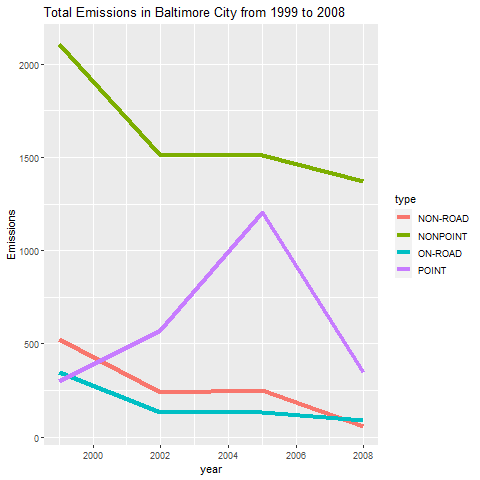 Total Emissions in Baltimore City from 1999 to 2008
Emissions
2000
1500
1000
500
0
2000
2002
2004
2006
2008
year
type
NON-ROAD
NONPOINT
ON-ROAD
POINT